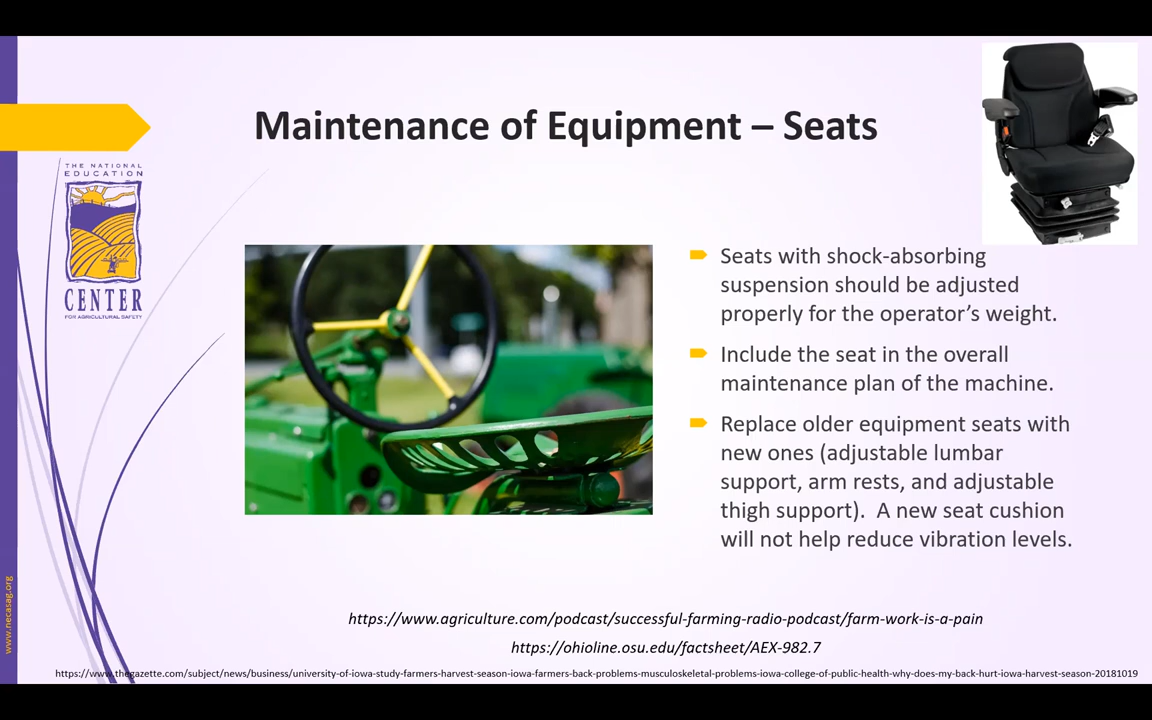 Maintenance of Equipment – Seats
THE NATIONAL
EDUCATION
CENTER
FOR AGRICULTURAL SAFETY
Seats with shock-absorbing
suspension should be adjusted
properly for the operator's weight.
Include the seat in the overall
maintenance plan of the machine.
Replace older equipment seats with
new ones (adjustable lumbar
support, arm rests, and adjustable
thigh support).  A new seat cushion
will not help reduce vibration levels.
www.necasag.org
https://www.agriculture.com/podcast/successful-farming-radio-podcast/farm-work-is-a-pain
https://ohioline.osu.edu/factsheet/AEX-982.7
https://www.thegazette.com/subject/news/business/university-of-iowa-study-farmers-harvest-season-iowa-farmers-back-problems-musculoskeletal-problems-iowa-college-of-public-health-why-does-my-back-hurt-iowa-harvest-season-20181019